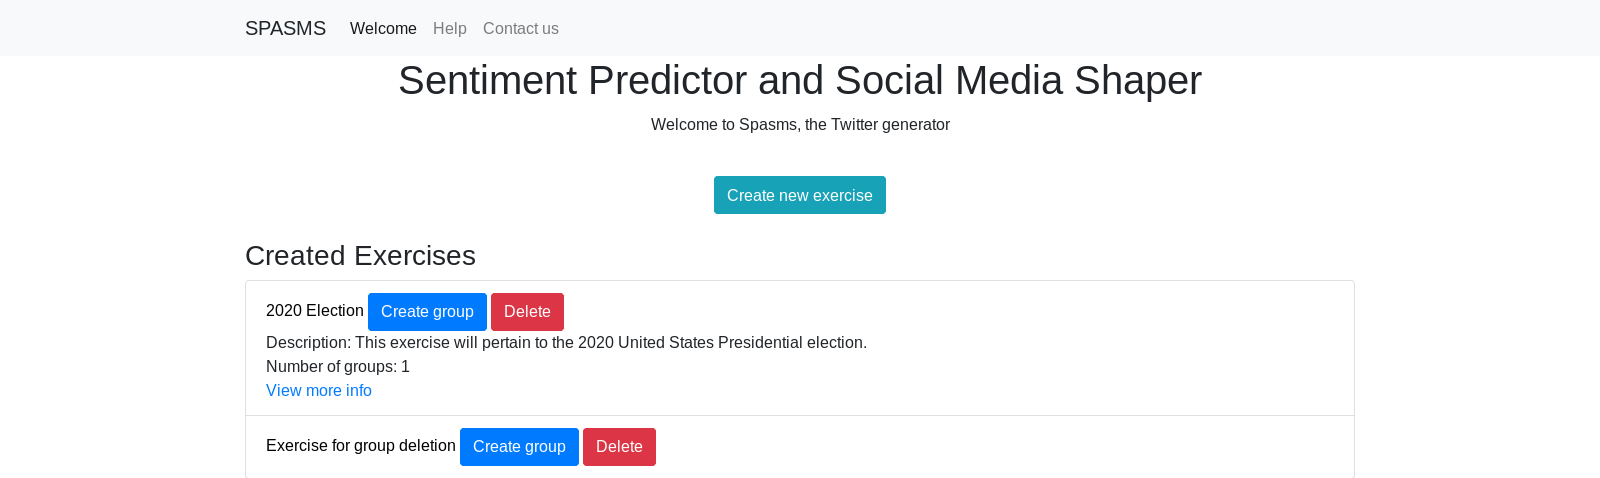 SPASMS Welcome Help Contact us
Sentiment Predictor and Social Media Shaper
Welcome to Spasms, the Twitter generator
Create new exercise
Created Exercises
2020 Election Create group Delete
Description: This exercise will pertain to the 2020 United States Presidential election.
Number of groups: 1
View more info
Exercise for group deletion Create group Delete